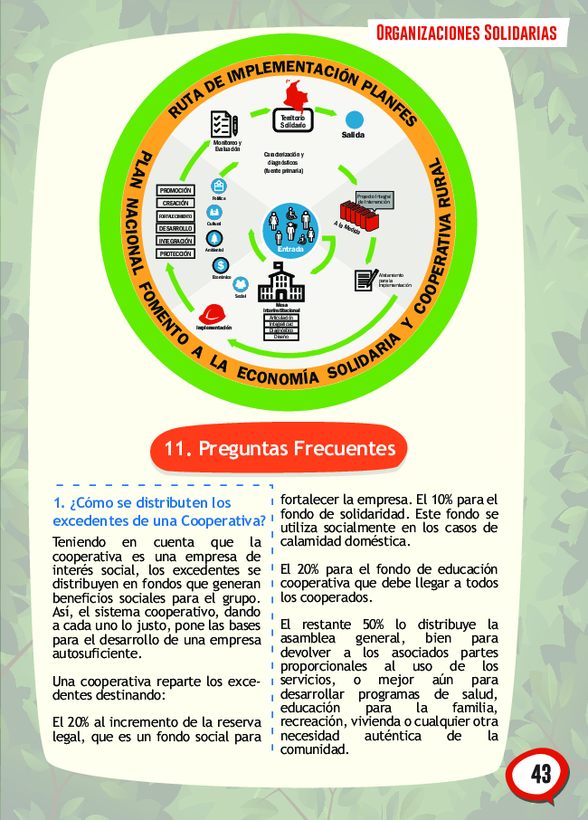 ORGANIZACIONES SOLIDARIAS
RUTA DE IMPLEMENTACIÓN PLANFES
PLAN NACIONAL FOMENTO A LA ECONOMÍA SOLIDARIA Y COOPERATIVA RURAL
Territorio
Solidario
Salida
Monitoreo y
Evaluación
Caracterización y
diagnósticos
(fuente primaria)
PROMOCIÓN
CREACIÓN
FORTALECIMIENTO
DESARROLLO
INTEGRACIÓN
PROTECCIÓN
Política
Cultural
Ambiental
Económica
Social
Proyecto Integral
de Intervención
A la Medida
Entrada
Alistamiento
para la
Implementación
Mesa
Interinstitucional
Articulación
Integralidad
Diagnóstico
Diseño
Implementación
11. Preguntas Frecuentes
1. ¿Cómo se distributen los
excedentes de una Cooperativa?
Teniendo en cuenta que la
cooperativa es una empresa de
interés social, los excedentes se
distribuyen en fondos que generan
beneficios sociales para el grupo.
Así, el sistema cooperativo, dando
a cada uno lo justo, pone las bases
para el desarrollo de una empresa
autosuficiente.
Una cooperativa reparte los exce-
dentes destinando:
El 20% al incremento de la reserva
legal, que es un fondo social para
fortalecer la empresa. El 10% para el
fondo de solidaridad. Este fondo se
utiliza socialmente en los casos de
calamidad doméstica.
El 20% para el fondo de educación
cooperativa que debe llegar a todos
los cooperados.
El restante 50% lo distribuye la
asamblea general, bien para
devolver a los asociados partes
proporcionales al uso de los
servicios, o mejor aún para
desarrollar programas de salud,
educación para la familia,
recreación, vivienda o cualquier otra
necesidad auténtica de la
comunidad.
43